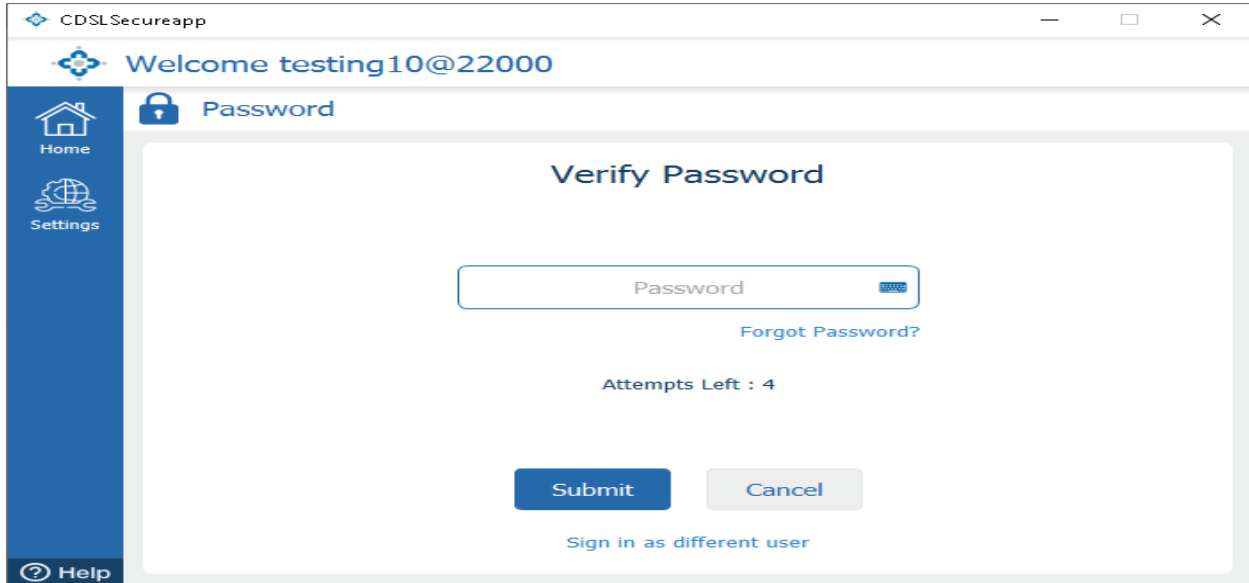 CDSLSecureapp
Welcome testing10@22000
Password
Home
Settings
Verify Password
Password
Forgot Password?
Attempts Left : 4
Submit Cancel
Sign in as different user
? Help